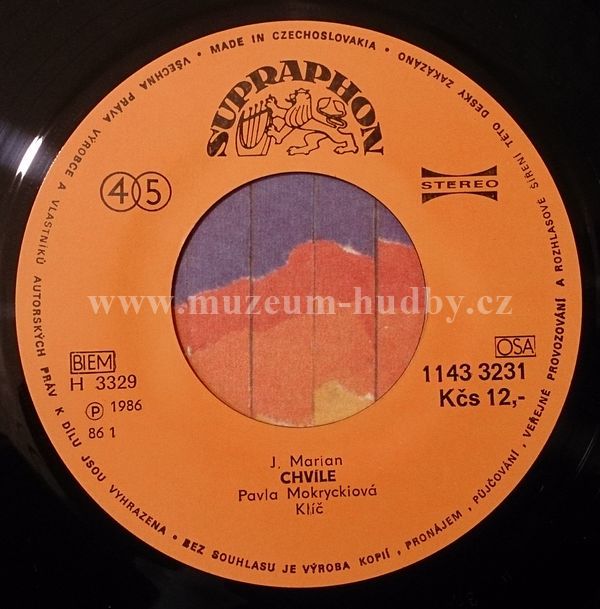 VŠECHNA PRÁVA VÝROBCE A VLASTNÍKŮ AUTORSKÝCH PRÁV K DÍLU JSOU VYHRAZENA • BEZ SOUHLASU JE VÝROBA KOPIÍ, PRONÁJEM, PŮJČOVÁNÍ, VEŘEJNÉ PROVOZOVÁNÍ A ROZHLASOVÉ ŠÍŘENÍ TÉTO DESKY ZAKÁZÁNO • MADE IN CZECHOSLOVAKIA •
SUPRAPHON
45
STEREO
www.muzeum-hudby.cz
BIEM
H 3329
Ⓟ 1986
86 1
OSA
1143 3231
Kčs 12,-
J. Marian
CHVÍLE
Pavla Mokryckiová
Klíč